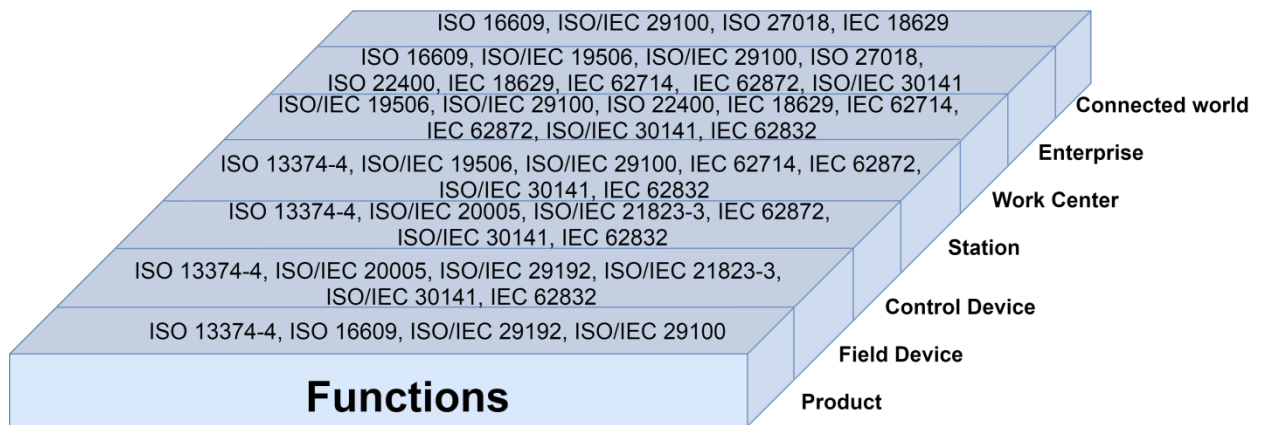 ISO 16609, ISO/IEC 29100, ISO 27018, IEC 18629
ISO 16609, ISO/IEC 19506, ISO/IEC 29100, ISO 27018,
ISO 22400, IEC 18629, IEC 62714,  IEC 62872, ISO/IEC 30141
ISO/IEC 19506, ISO/IEC 29100, ISO 22400, IEC 18629, IEC 62714,
IEC 62872, ISO/IEC 30141, IEC 62832
ISO 13374-4, ISO/IEC 19506, ISO/IEC 29100, IEC 62714, IEC 62872,
ISO/IEC 30141, IEC 62832
ISO 13374-4, ISO/IEC 20005, ISO/IEC 21823-3, IEC 62872,
ISO/IEC 30141, IEC 62832
ISO 13374-4, ISO/IEC 20005, ISO/IEC 29192, ISO/IEC 21823-3,
ISO/IEC 30141, IEC 62832
ISO 13374-4, ISO 16609, ISO/IEC 29192, ISO/IEC 29100
Functions
Connected world
Enterprise
Work Center
Station
Control Device
Field Device
Product